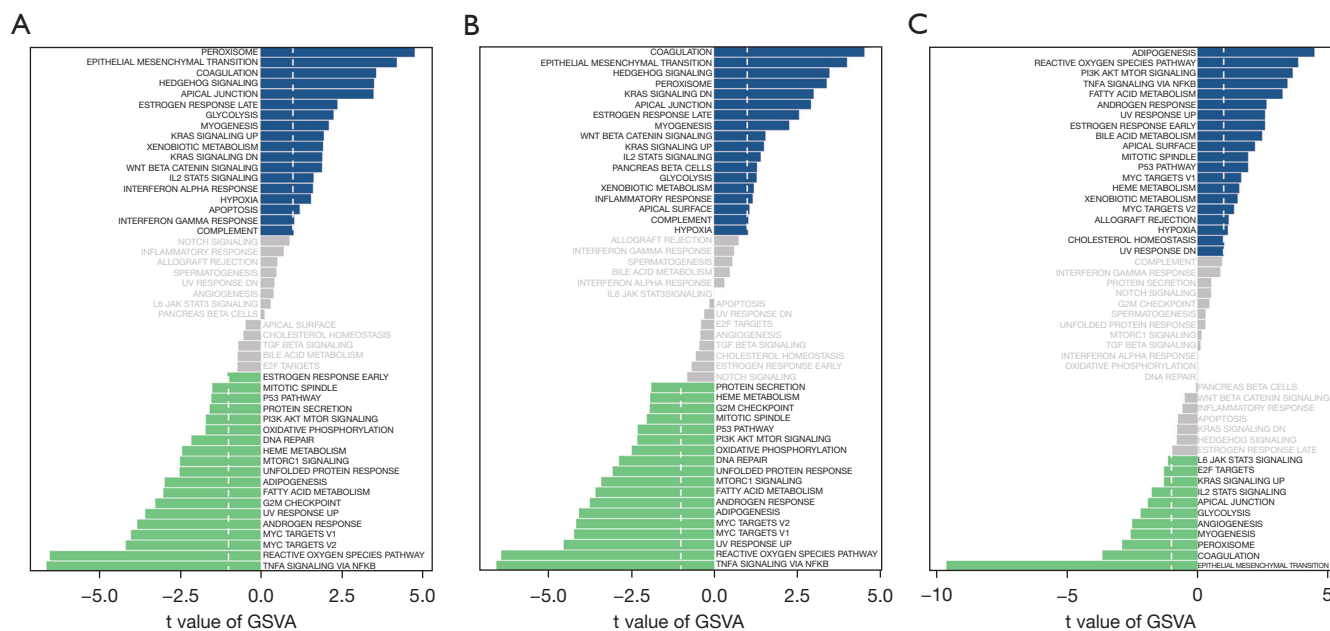 A
PEROXISOME
EPITHELIAL MESENCHYMAL TRANSITION
COAGULATION
HEDGEHOG SIGNALING
APICAL JUNCTION
ESTROGEN RESPONSE LATE
GLYCOLYSIS
MYOGENESIS
KRAS SIGNALING UP
XENOBIOTIC METABOLISM
KRAS SIGNALING DN
WNT BETA CATENIN SIGNALING
IL2 STAT5 SIGNALING
INTERFERON ALPHA RESPONSE
HYPOXIA
APOPTOSIS
INTERFERON GAMMA RESPONSE
COMPLEMENT
NOTCH SIGNALING
INFLAMMATORY RESPONSE
ALLOGRAFT REJECTION
SPERMATOGENESIS
UV RESPONSE DN
ANGIOGENESIS
L6 JAK STAT3 SIGNALING
PANCREAS BETA CELLS
APICAL SURFACE
CHOLESTEROL HOMEOSTASIS
TGF BETA SIGNALING
BILE ACID METABOLISM
E2F TARGETS
ESTROGEN RESPONSE EARLY
MITOTIC SPINDLE
P53 PATHWAY
PROTEIN SECRETION
PI3K AKT MTOR SIGNALING
OXIDATIVE PHOSPHORYLATION
DNA REPAIR
HEME METABOLISM
MTORC1 SIGNALING
UNFOLDED PROTEIN RESPONSE
ADIPOGENESIS
FATTY ACID METABOLISM
G2M CHECKPOINT
UV RESPONSE UP
ANDROGEN RESPONSE
MYC TARGETS V1
MYC TARGETS V2
REACTIVE OXYGEN SPECIES PATHWAY
TNFA SIGNALING VIA NFKB
−5.0 −2.5 0.0 2.5 5.0
t value of GSVA
B
COAGULATION
EPITHELIAL MESENCHYMAL TRANSITION
HEDGEHOG SIGNALING
PEROXISOME
KRAS SIGNALING DN
APICAL JUNCTION
ESTROGEN RESPONSE LATE
MYOGENESIS
WNT BETA CATENIN SIGNALING
KRAS SIGNALING UP
IL2 STAT5 SIGNALING
PANCREAS BETA CELLS
GLYCOLYSIS
XENOBIOTIC METABOLISM
INFLAMMATORY RESPONSE
APICAL SURFACE
COMPLEMENT
HYPOXIA
ALLOGRAFT REJECTION
INTERFERON GAMMA RESPONSE
SPERMATOGENESIS
BILE ACID METABOLISM
INTERFERON ALPHA RESPONSE
IL6 JAK STAT3SIGNALING
APOPTOSIS
UV RESPONSE DN
E2F TARGETS
ANGIOGENESIS
TGF BETA SIGNALING
CHOLESTEROL HOMEOSTASIS
ESTROGEN RESPONSE EARLY
NOTCH SIGNALING
PROTEIN SECRETION
HEME METABOLISM
G2M CHECKPOINT
MITOTIC SPINDLE
P53 PATHWAY
PI3K AKT MTOR SIGNALING
OXIDATIVE PHOSPHORYLATION
DNA REPAIR
UNFOLDED PROTEIN RESPONSE
MTORC1 SIGNALING
FATTY ACID METABOLISM
ANDROGEN RESPONSE
ADIPOGENESIS
MYC TARGETS V2
MYC TARGETS V1
UV RESPONSE UP
REACTIVE OXYGEN SPECIES PATHWAY
TNFA SIGNALING VIA NFKB
−5.0 −2.5 0.0 2.5 5.0
t value of GSVA
C
ADIPOGENESIS
REACTIVE OXYGEN SPECIES PATHWAY
PI3K AKT MTOR SIGNALING
TNFA SIGNALING VIA NFKB
FATTY ACID METABOLISM
ANDROGEN RESPONSE
UV RESPONSE UP
ESTROGEN RESPONSE EARLY
BILE ACID METABOLISM
APICAL SURFACE
MITOTIC SPINDLE
P53 PATHWAY
MYC TARGETS V1
HEME METABOLISM
XENOBIOTIC METABOLISM
MYC TARGETS V2
ALLOGRAFT REJECTION
HYPOXIA
CHOLESTEROL HOMEOSTASIS
UV RESPONSE DN
COMPLEMENT
INTERFERON GAMMA RESPONSE
PROTEIN SECRETION
NOTCH SIGNALING
G2M CHECKPOINT
SPERMATOGENESIS
UNFOLDED PROTEIN RESPONSE
MTORC1 SIGNALING
TGF BETA SIGNALING
INTERFERON ALPHA RESPONSE
OXIDATIVE PHOSPHORYLATION
DNA REPAIR
PANCREAS BETA CELLS
WNT BETA CATENIN SIGNALING
INFLAMMATORY RESPONSE
APOPTOSIS
KRAS SIGNALING DN
HEDGEHOG SIGNALING
ESTROGEN RESPONSE LATE
L6 JAK STAT3 SIGNALING
E2F TARGETS
KRAS SIGNALING UP
IL2 STAT5 SIGNALING
APICAL JUNCTION
GLYCOLYSIS
ANGIOGENESIS
MYOGENESIS
PEROXISOME
COAGULATION
EPITHELIAL MESENCHYMAL TRANSITION
−10 −5 0 5
t value of GSVA